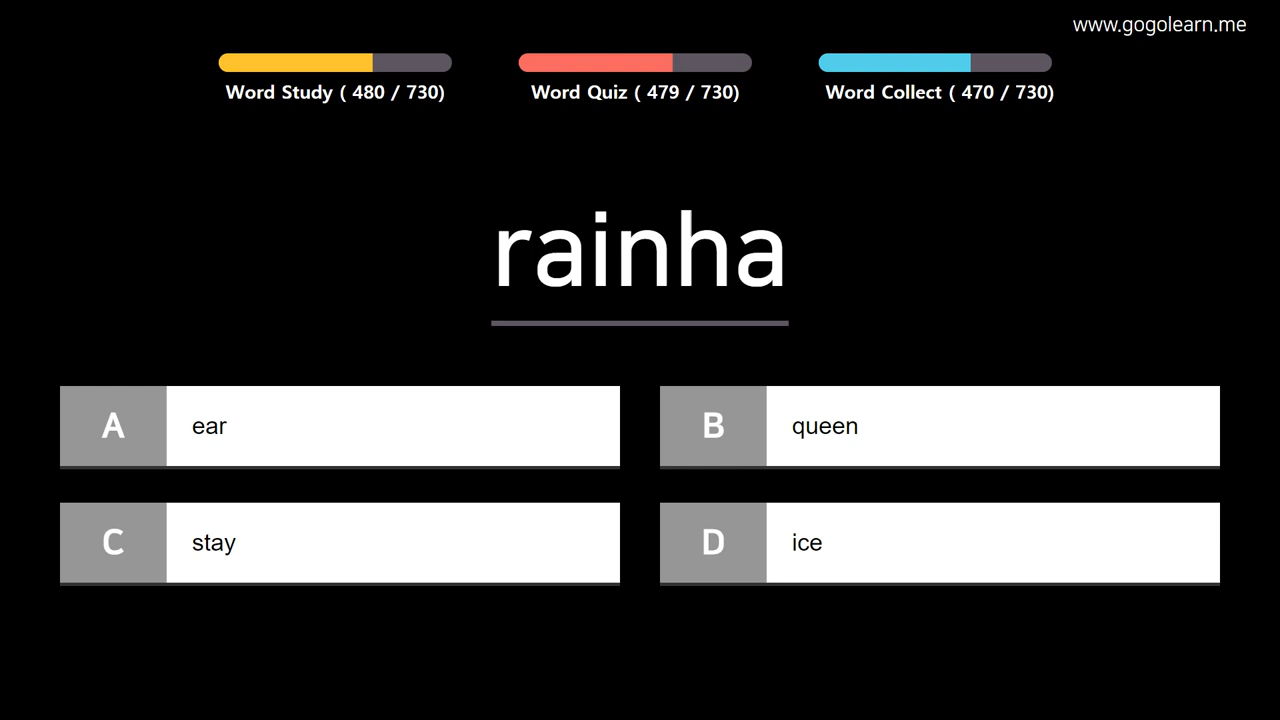 www.gogolearn.me
Word Study ( 480 / 730)
Word Quiz ( 479 / 730)
Word Collect ( 470 / 730)
rainha
A ear
B queen
C stay
D ice